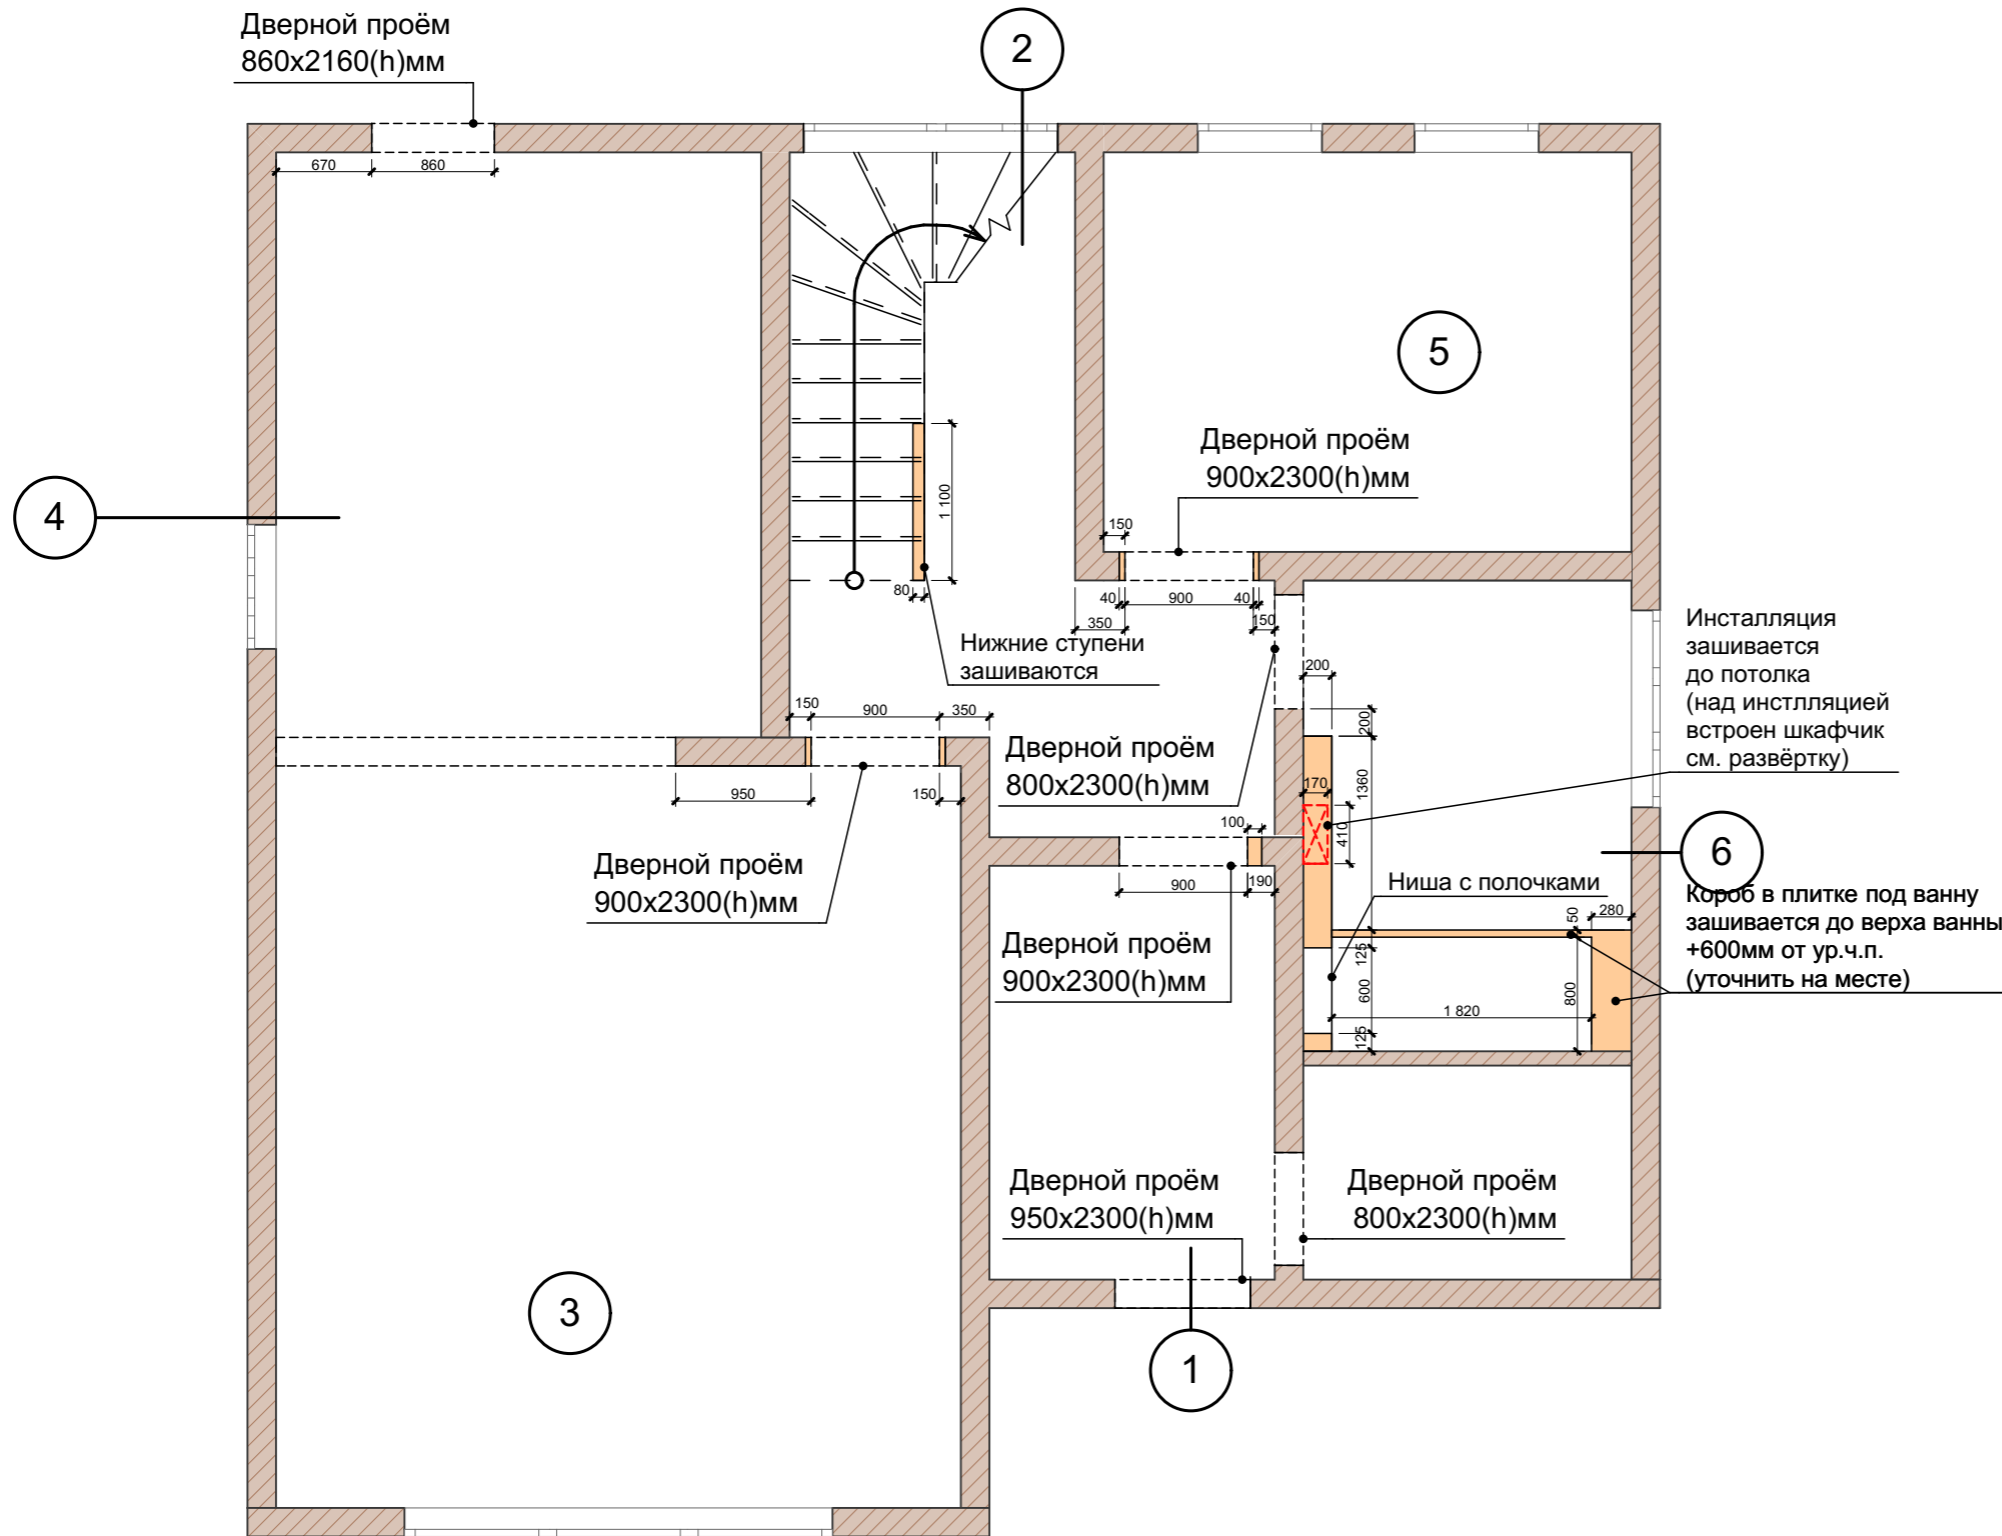 Дверной проём
860х2160(h)мм
2
670
860
4
5
Дверной проём
900х2300(h)мм
1 100
150
80
40
900
40
350
150
Нижние ступени
зашиваются
Инсталляция
зашивается
до потолка
(над инстлляцией
встроен шкафчик
см. развёртку)
200
200
150
900
350
Дверной проём
800х2300(h)мм
170
1360
410
950
150
100
Дверной проём
900х2300(h)мм
900
190
6
Ниша с полочками
Короб в плитке под ванну
зашивается до верха ванны
+600мм от ур.ч.п.
(уточнить на месте)
50
280
Дверной проём
900х2300(h)мм
125
600
125
1 820
800
Дверной проём
950х2300(h)мм
Дверной проём
800х2300(h)мм
3
1